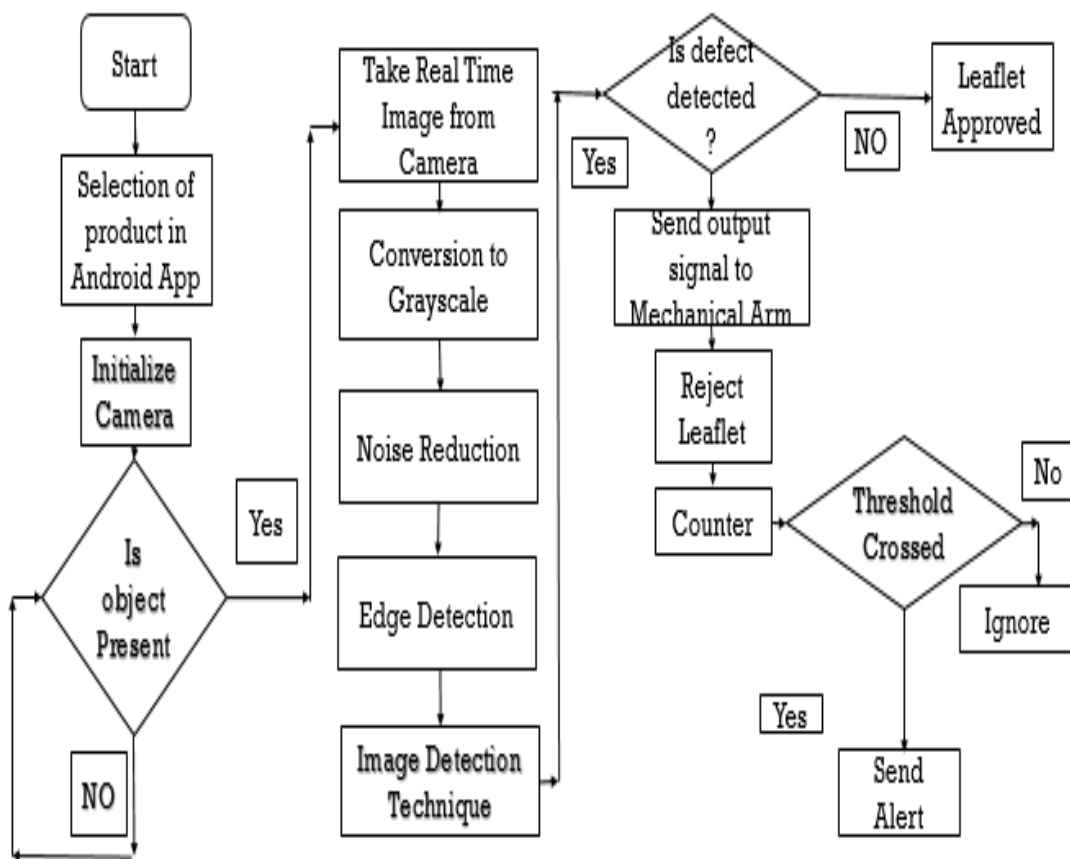 Start
Selection of
product in
Android App
Initialize
Camera
Is
object
Present
Yes
NO
Take Real Time
Image from
Camera
Conversion to
Grayscale
Noise Reduction
Edge Detection
Image Detection
Technique
Is defect
detected
?
Yes
NO
Leaflet
Approved
Send output
signal to
Mechanical Arm
Reject
Leaflet
Counter
Threshold
Crossed
No
Ignore
Yes
Send
Alert